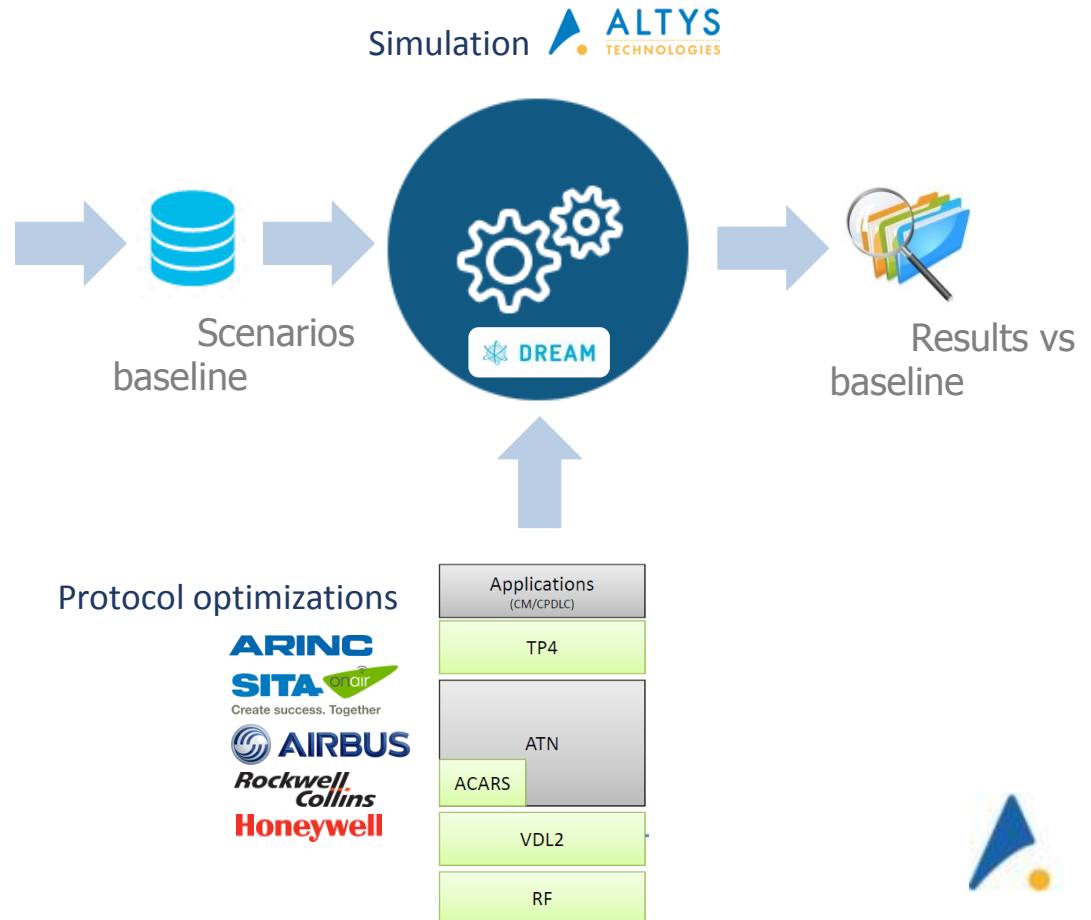 Simulation
ALTYS
TECHNOLOGIES
Scenarios
baseline
DREAM
Results vs
baseline
Protocol optimizations
ARINC
SITA onair
Create success. Together
AIRBUS
Rockwell
Collins
Honeywell
Applications
(CM/CPDLC)
TP4
ATN
ACARS
VDL2
RF